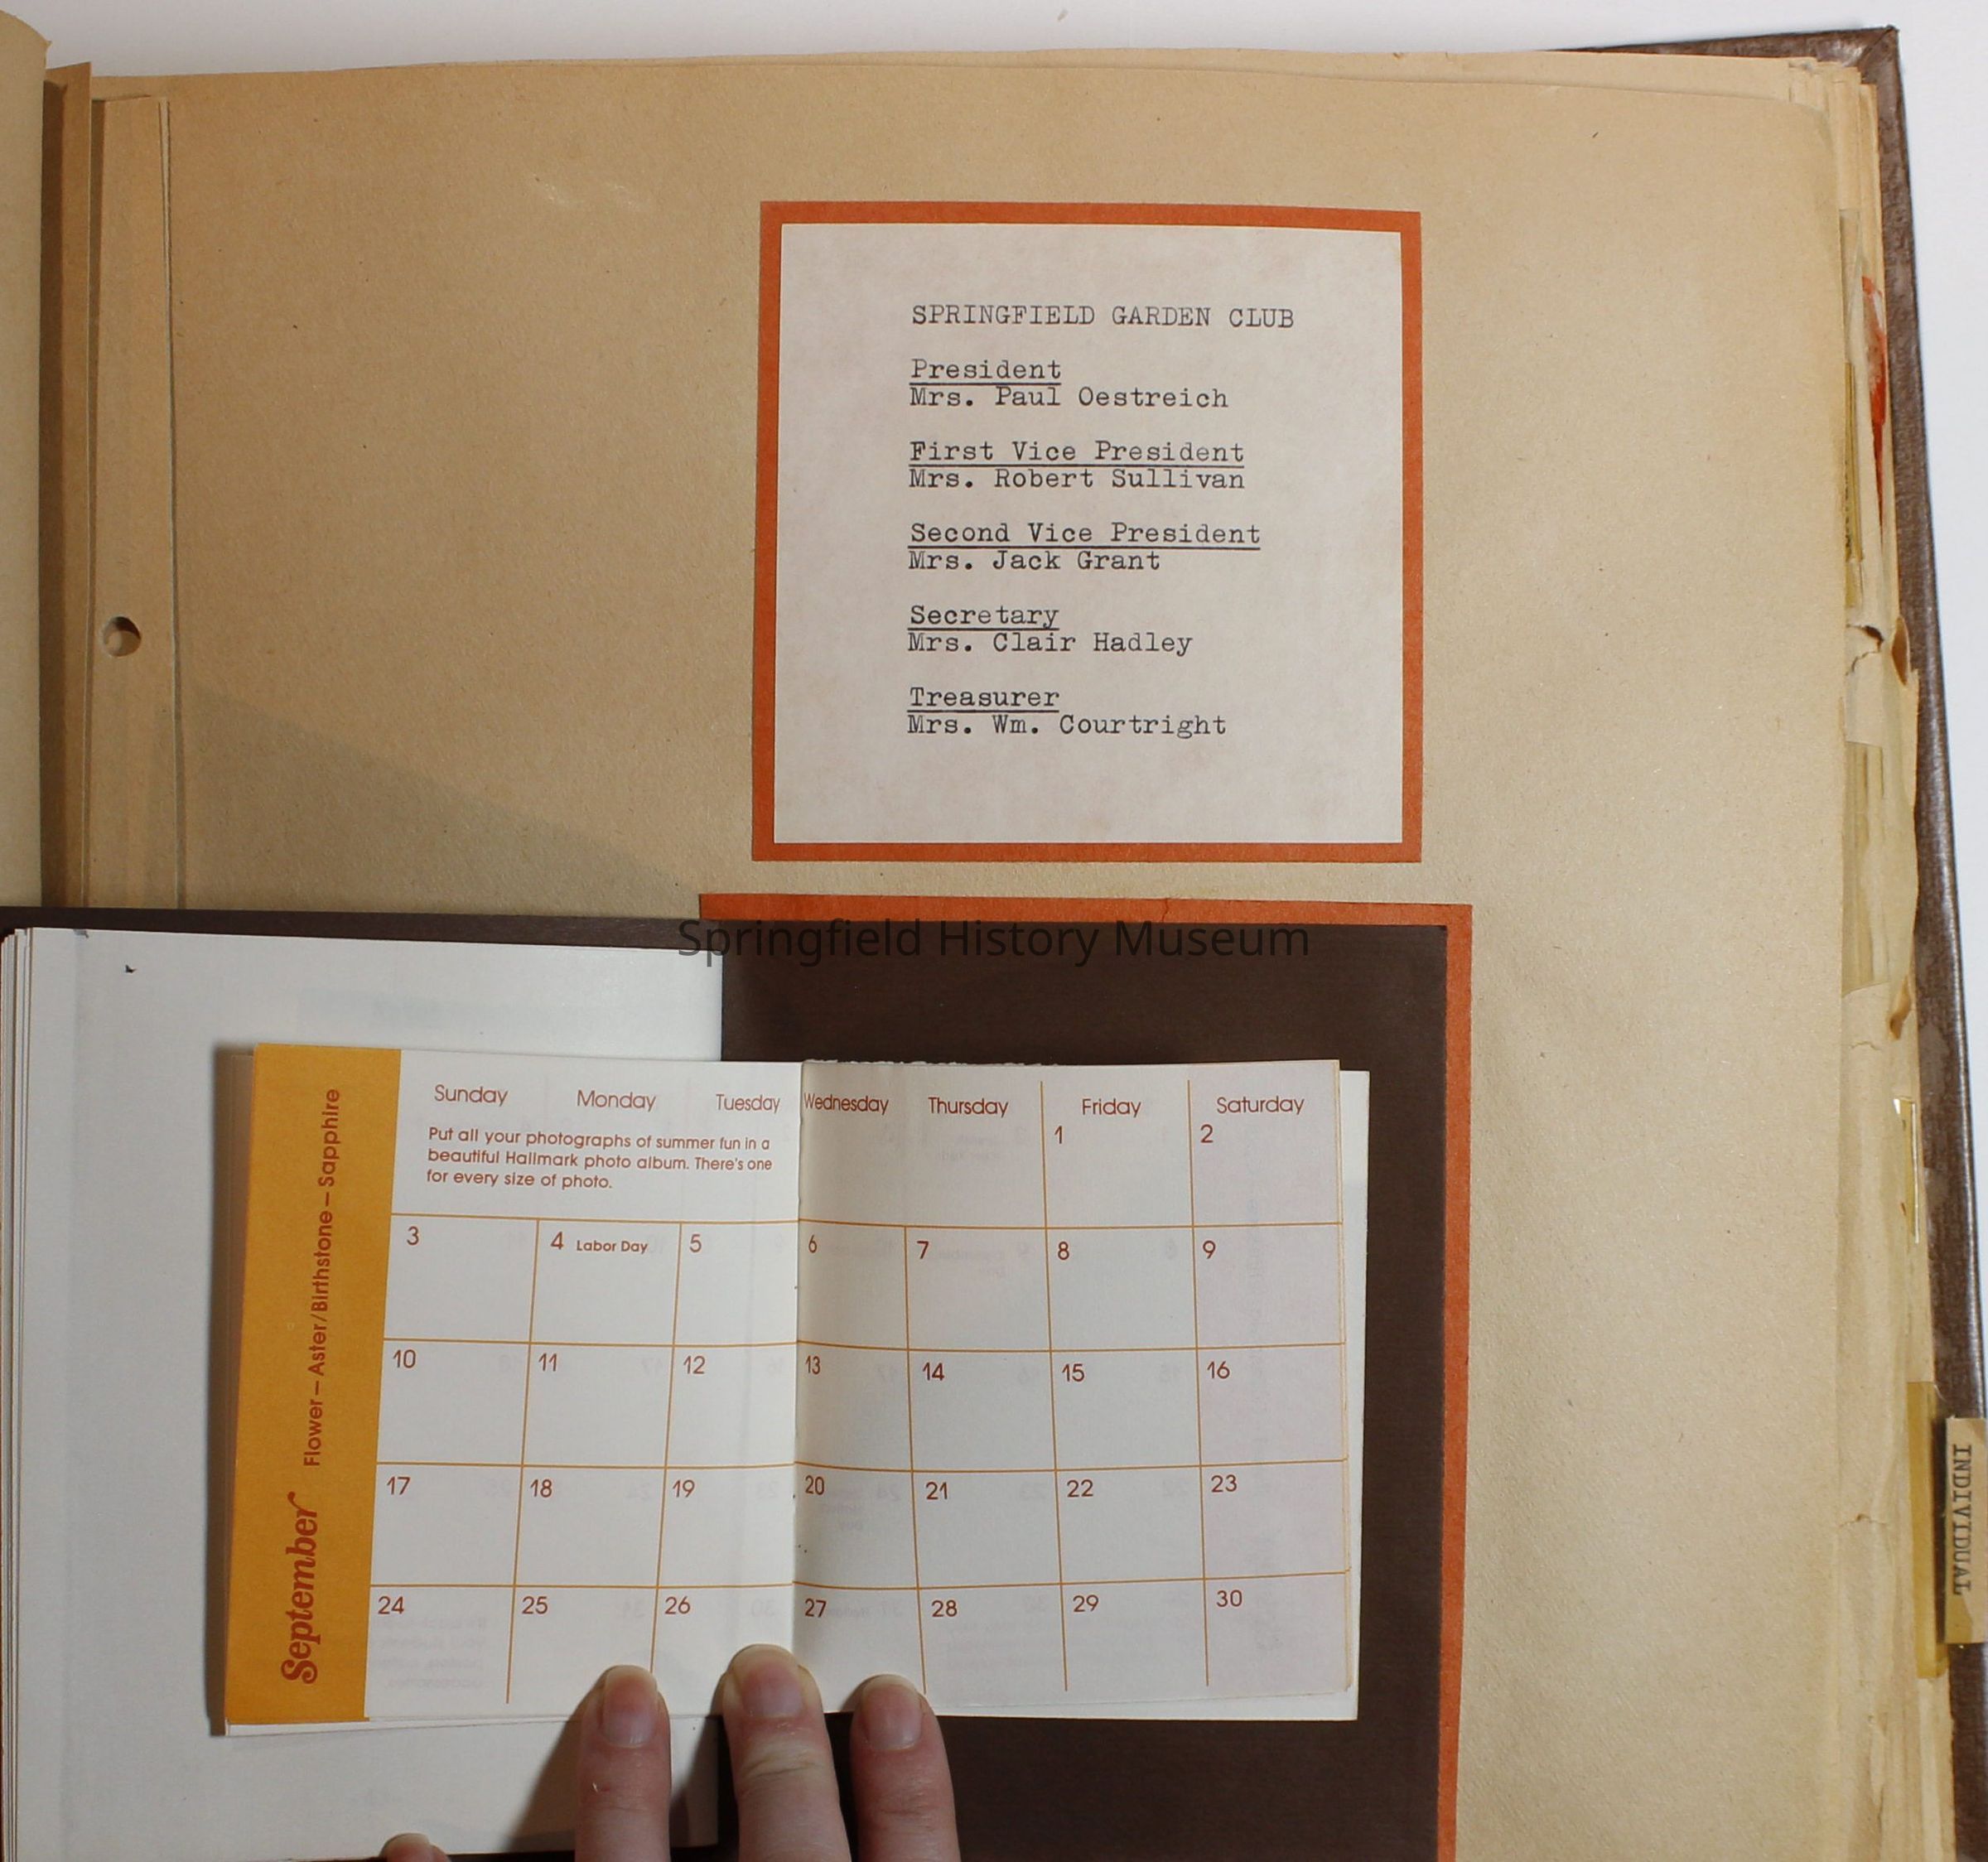 SPRINGFIELD GARDEN CLUB
President
Mrs. Paul Oestreich
First Vice President
Mrs. Robert Sullivan
Second Vice President
Mrs. Jack Grant
Secretary
Mrs. Clair Hadley
Treasurer
Mrs. Wm. Courtright
Springfield History Museum
September Flower—Aster/Birthstone—Sapphire
Sunday Monday Tuesday Wednesday Thursday Friday Saturday
Put all your photographs of summer fun in a
beautiful Hallmark photo album. There's one
for every size of photo.
1 2
3 4 Labor Day 5 6 7 8 9
10 11 12 13 14 15 16
17 18 19 20 21 22 23
24 25 26 27 28 29 30
INDIVIDUAL